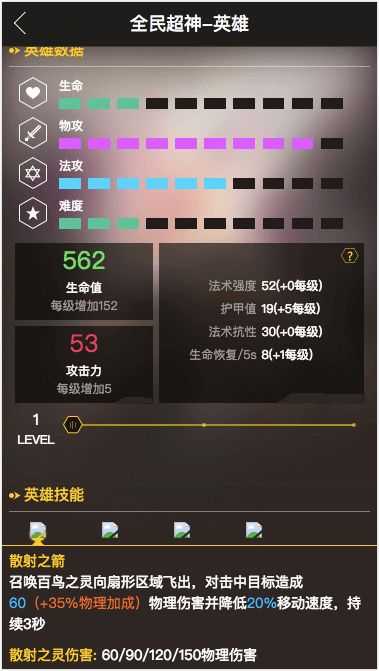 全民超神-英雄
英雄数据
生命
物攻
法攻
难度
562
生命值
每级增加152
53
攻击力
每级增加5
?
法术强度 52(+0每级)
护甲值 19(+5每级)
法术抗性 30(+0每级)
生命恢复/5s 8(+1每级)
1
LEVEL
英雄技能
散射之箭
召唤百鸟之灵向扇形区域飞出，对击中目标造成
60（+35%物理加成）物理伤害并降低20%移动速度，持
续3秒
散射之灵伤害: 60/90/120/150物理伤害